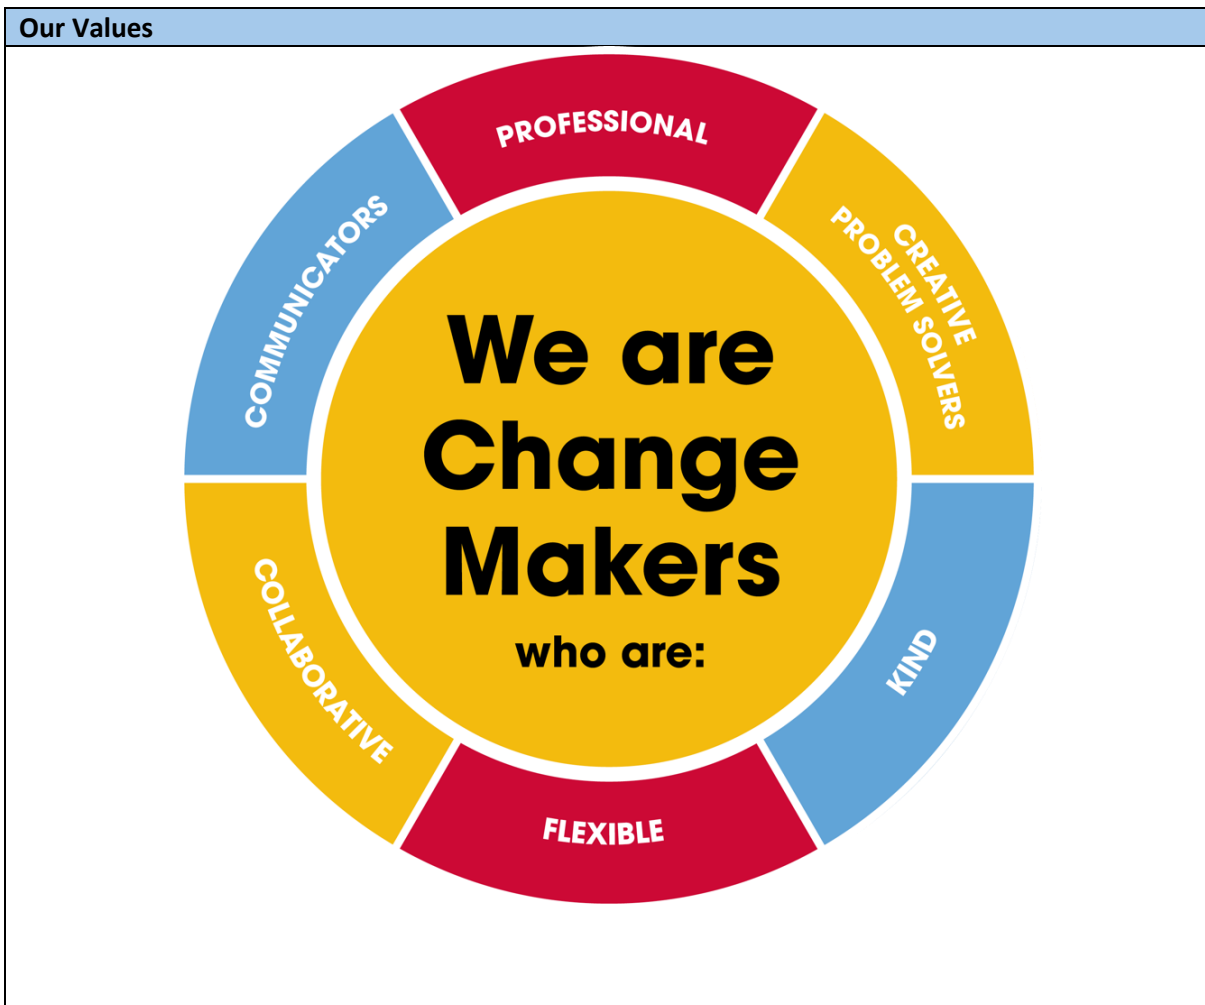 Our Values
PROFESSIONAL
CREATIVE
PROBLEM SOLVERS
KIND
FLEXIBLE
COLLABORATIVE
COMMUNICATORS
We are
Change
Makers
who are: